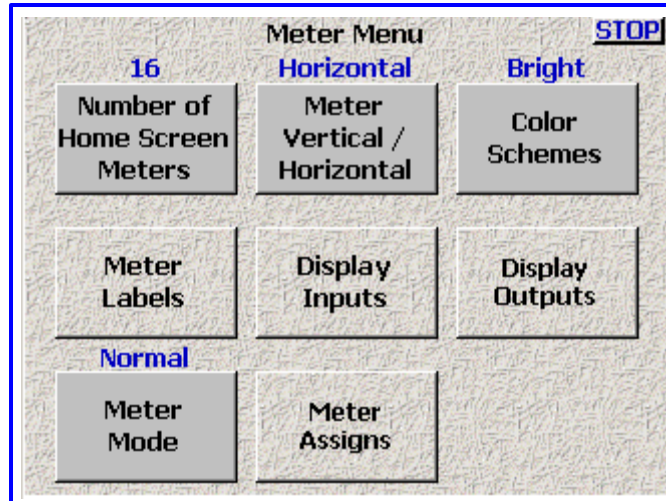 Meter Menu STOP
16 Horizontal Bright
Number of
Home Screen
Meters
Meter
Vertical /
Horizontal
Color
Schemes
Meter
Labels
Display
Inputs
Display
Outputs
Normal
Meter
Mode
Meter
Assigns